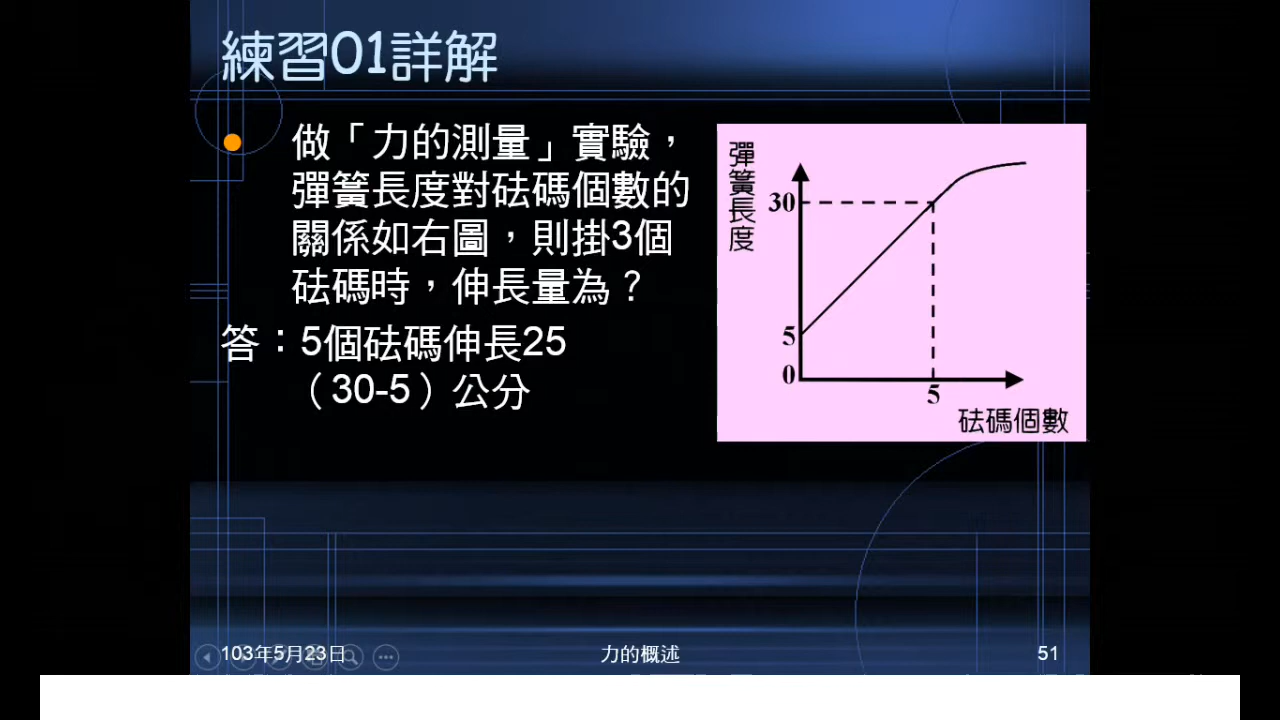 練習01詳解
做「力的測量」實驗，
彈簧長度對砝碼個數的
關係如右圖，則掛3個
砝碼時，伸長量為？
答：5個砝碼伸長25
（30-5）公分
彈簧長度
30
5
0
5
砝碼個數
103年5月23日
力的概述
51